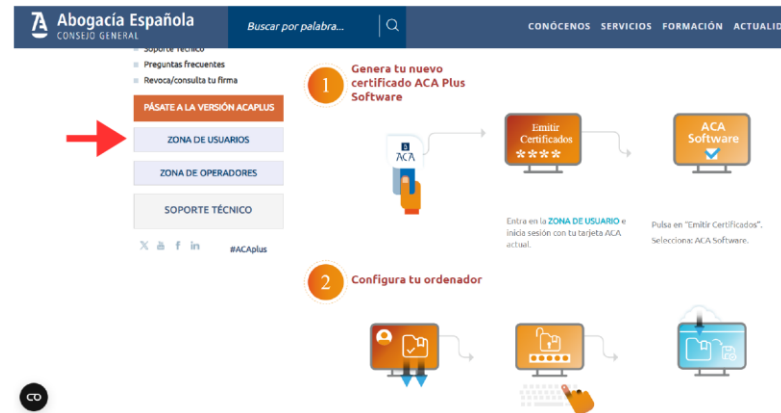 Abogacía Española
CONSEJO GENERAL
Buscar por palabra...
CONÓCENOS SERVICIOS FORMACIÓN ACTUALID
Soporte Técnico
Preguntas frecuentes
Revoca/consulta tu firma
PÁSATE A LA VERSIÓN ACAPLUS
ZONA DE USUARIOS
ZONA DE OPERADORES
SOPORTE TÉCNICO
#ACAplus
1
Genera tu nuevo
certificado ACA Plus
Software
ACA
Emitir
Certificados
****
ACA
Software
Entra en la ZONA DE USUARIO e
inicia sesión con tu tarjeta ACA
actual.
Pulsa en "Emitir Certificados".
Selecciona: ACA Software.
2
Configura tu ordenador